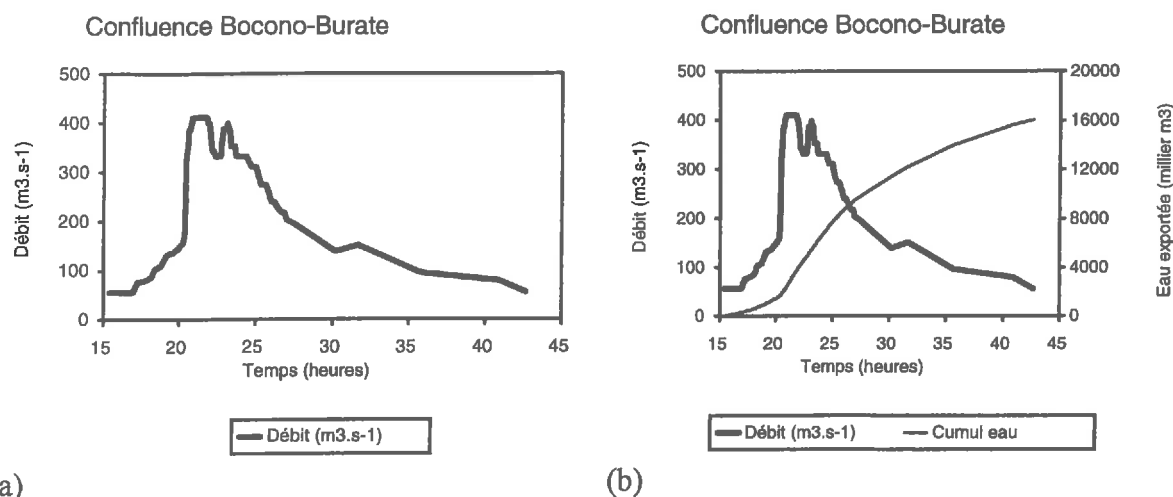 Confluence Bocono-Burate
500
400
300
200
100
0
Débit (m3.s-1)
15 20 25 30 35 40 45
Temps (heures)
Débit (m3.s-1)
a)
Confluence Bocono-Burate
500
400
300
200
100
0
Débit (m3.s-1)
20000
16000
12000
8000
4000
0
Eau exportée (millier m3)
15 20 25 30 35 40 45
Temps (heures)
Débit (m3.s-1) Cumul eau
(b)